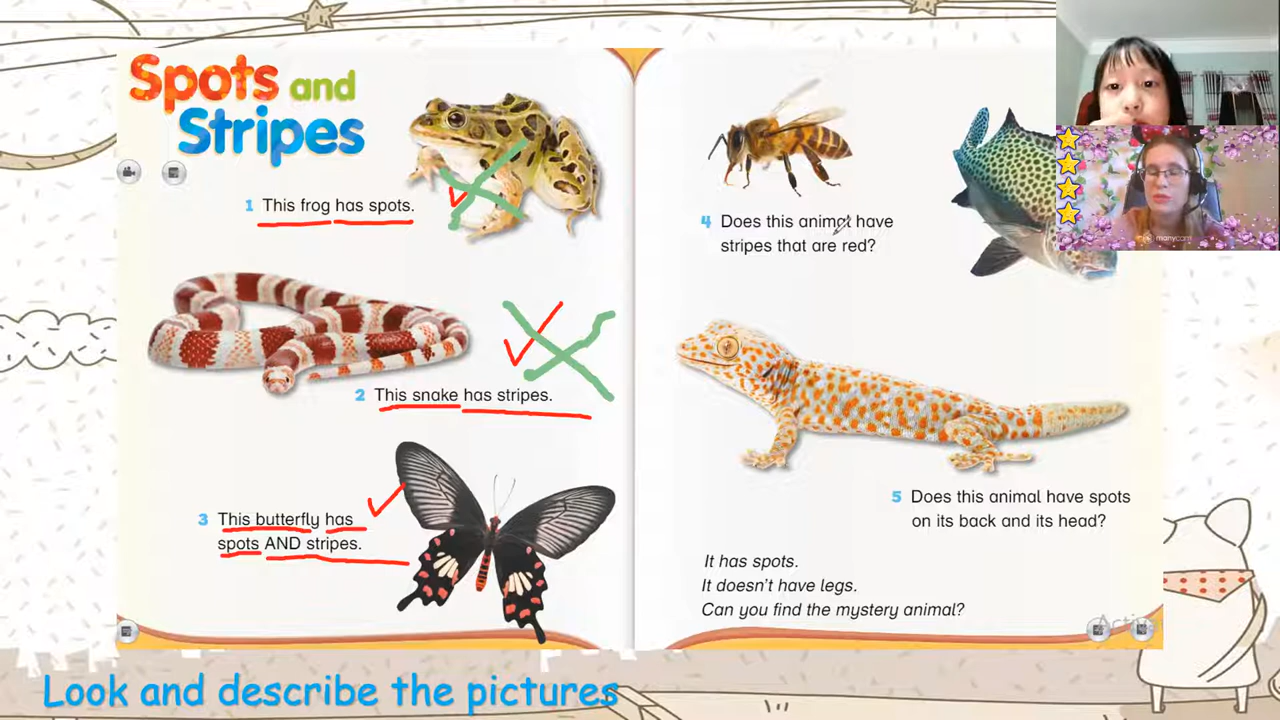 Spots and
Stripes
1 This frog has spots.
2 This snake has stripes.
3 This butterfly has
spots AND stripes.
4 Does this animal have
stripes that are red?
5 Does this animal have spots
on its back and its head?
It has spots.
It doesn't have legs.
Can you find the mystery animal?
manycam
Look and describe the pictures